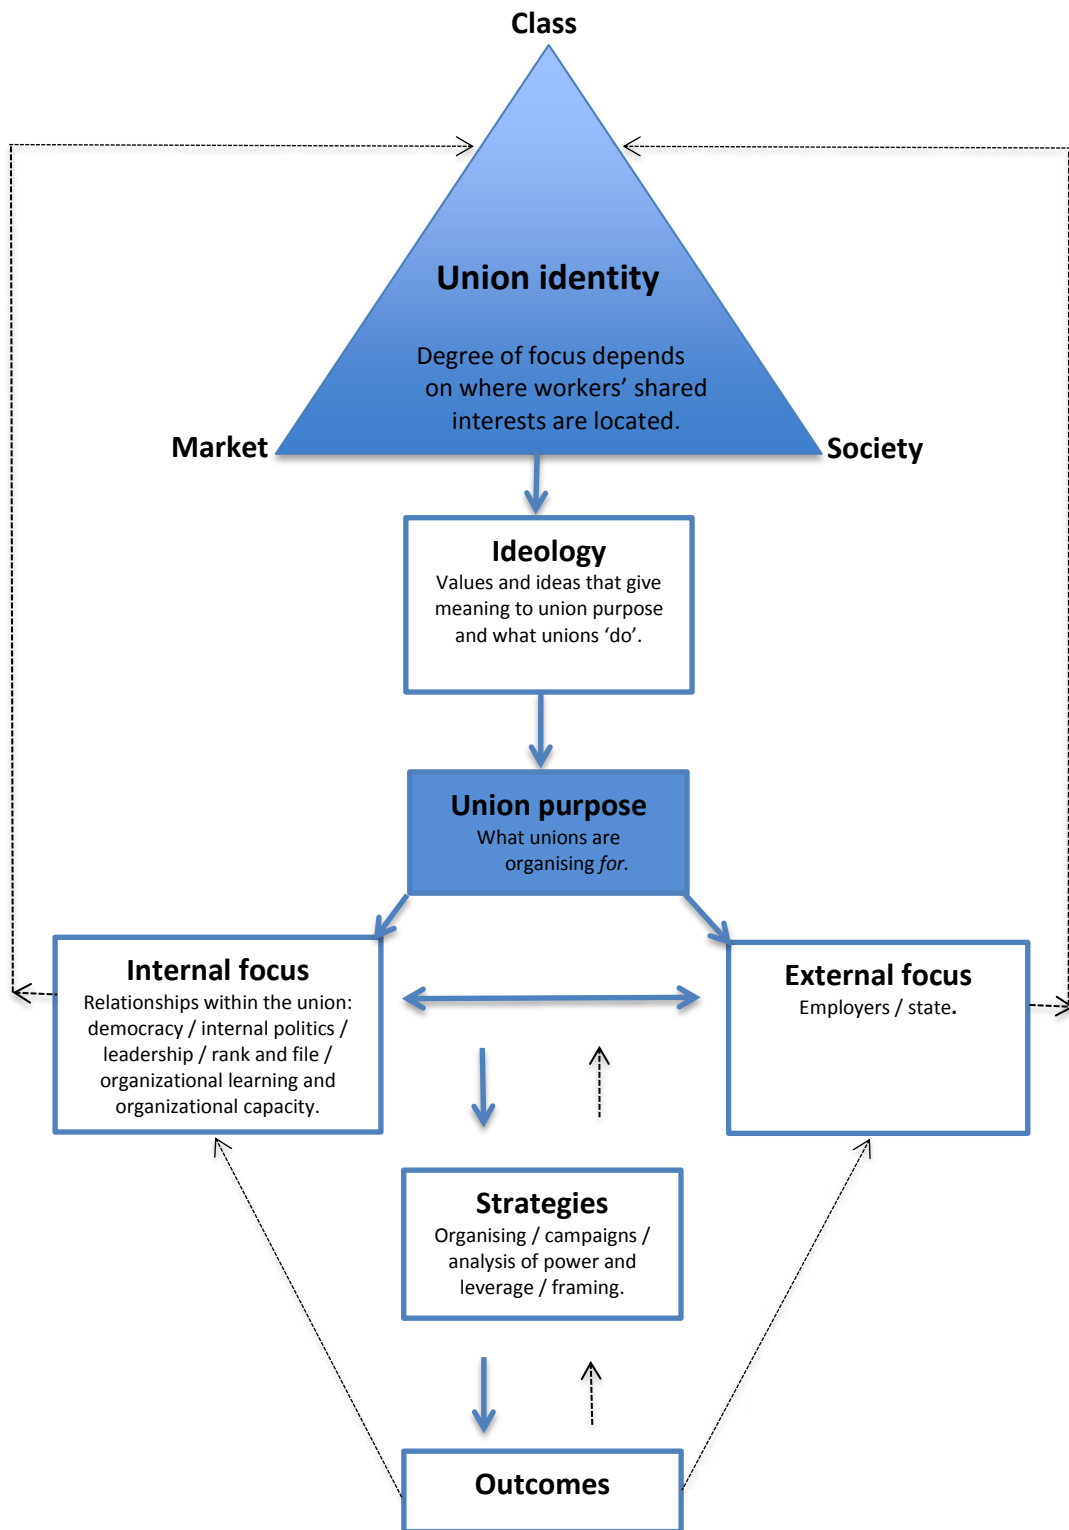 Class
Union identity
Degree of focus depends
on where workers’ shared
interests are located.
Market
Society
Ideology
Values and ideas that give
meaning to union purpose
and what unions ‘do’.
Union purpose
What unions are
organising for.
Internal focus
Relationships within the union:
democracy / internal politics /
leadership / rank and file /
organizational learning and
organizational capacity.
External focus
Employers / state.
Strategies
Organising / campaigns /
analysis of power and
leverage / framing.
Outcomes